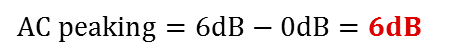 AC peaking = 6dB − 0dB = 6dB